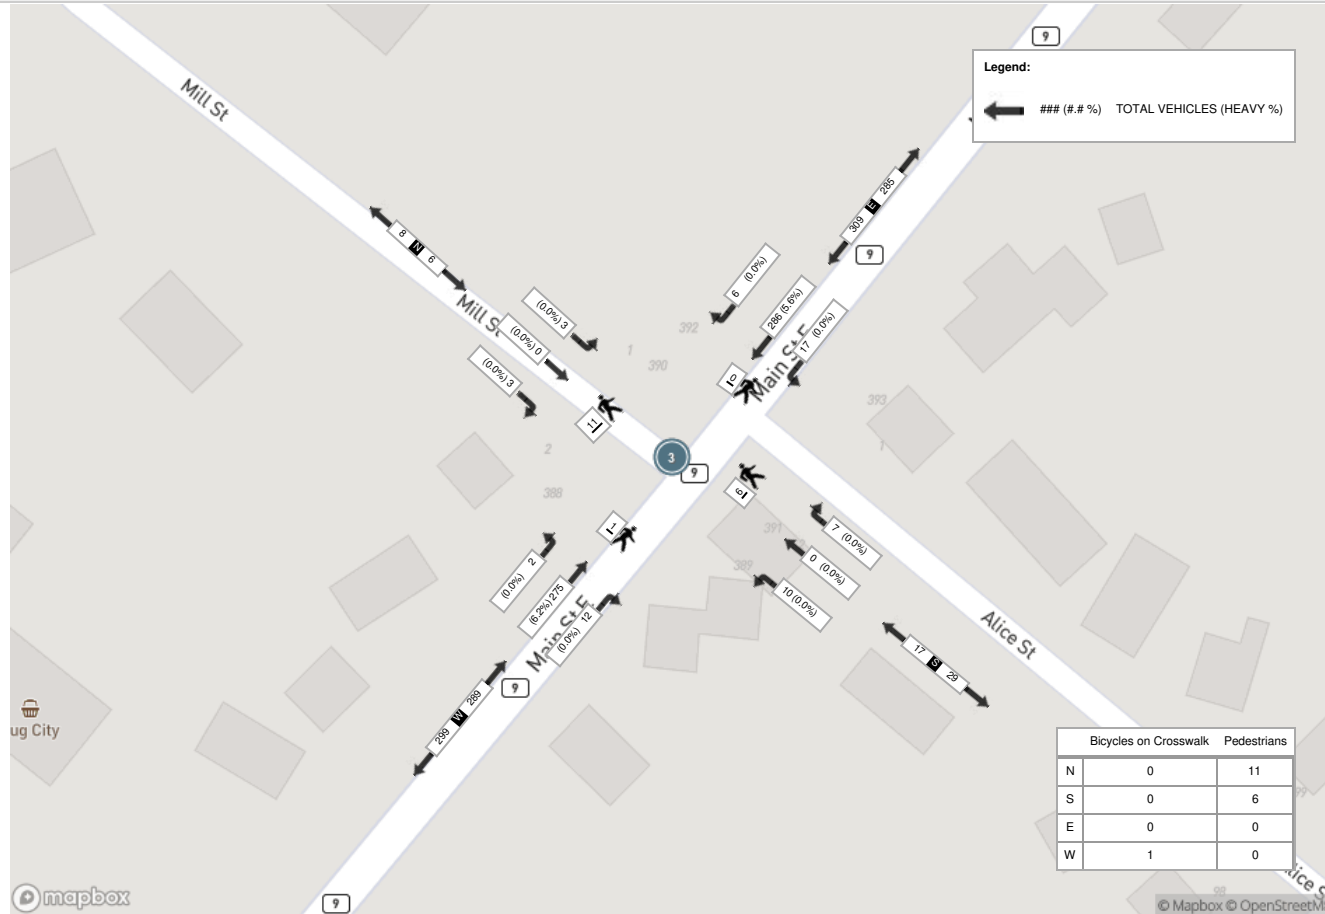 9
Legend:
### (#.# %) TOTAL VEHICLES (HEAVY %)
Mill St
285
E
309
9
8
N
6
6 (0.0%)
(0.0%) 3
286 (5.6%)
392
Mill S
(0.0%) 0
1
17 (0.0%)
390
(0.0%) 3
0
Main St E
393
11
1
2
3
9
388
6
1
391
7 (0.0%)
389
0 (0.0%)
(0.0%) 2
(6.2%) 275
10 (0.0%)
(0.0%) 12
Main St E
Alice St
17
S
29
9
289
W
299
ug City
Bicycles on Crosswalk Pedestrians
N 0 11
S 0 6
E 0 0
W 1 0
99
lice S
98
9
mapbox
© Mapbox © OpenStreetM